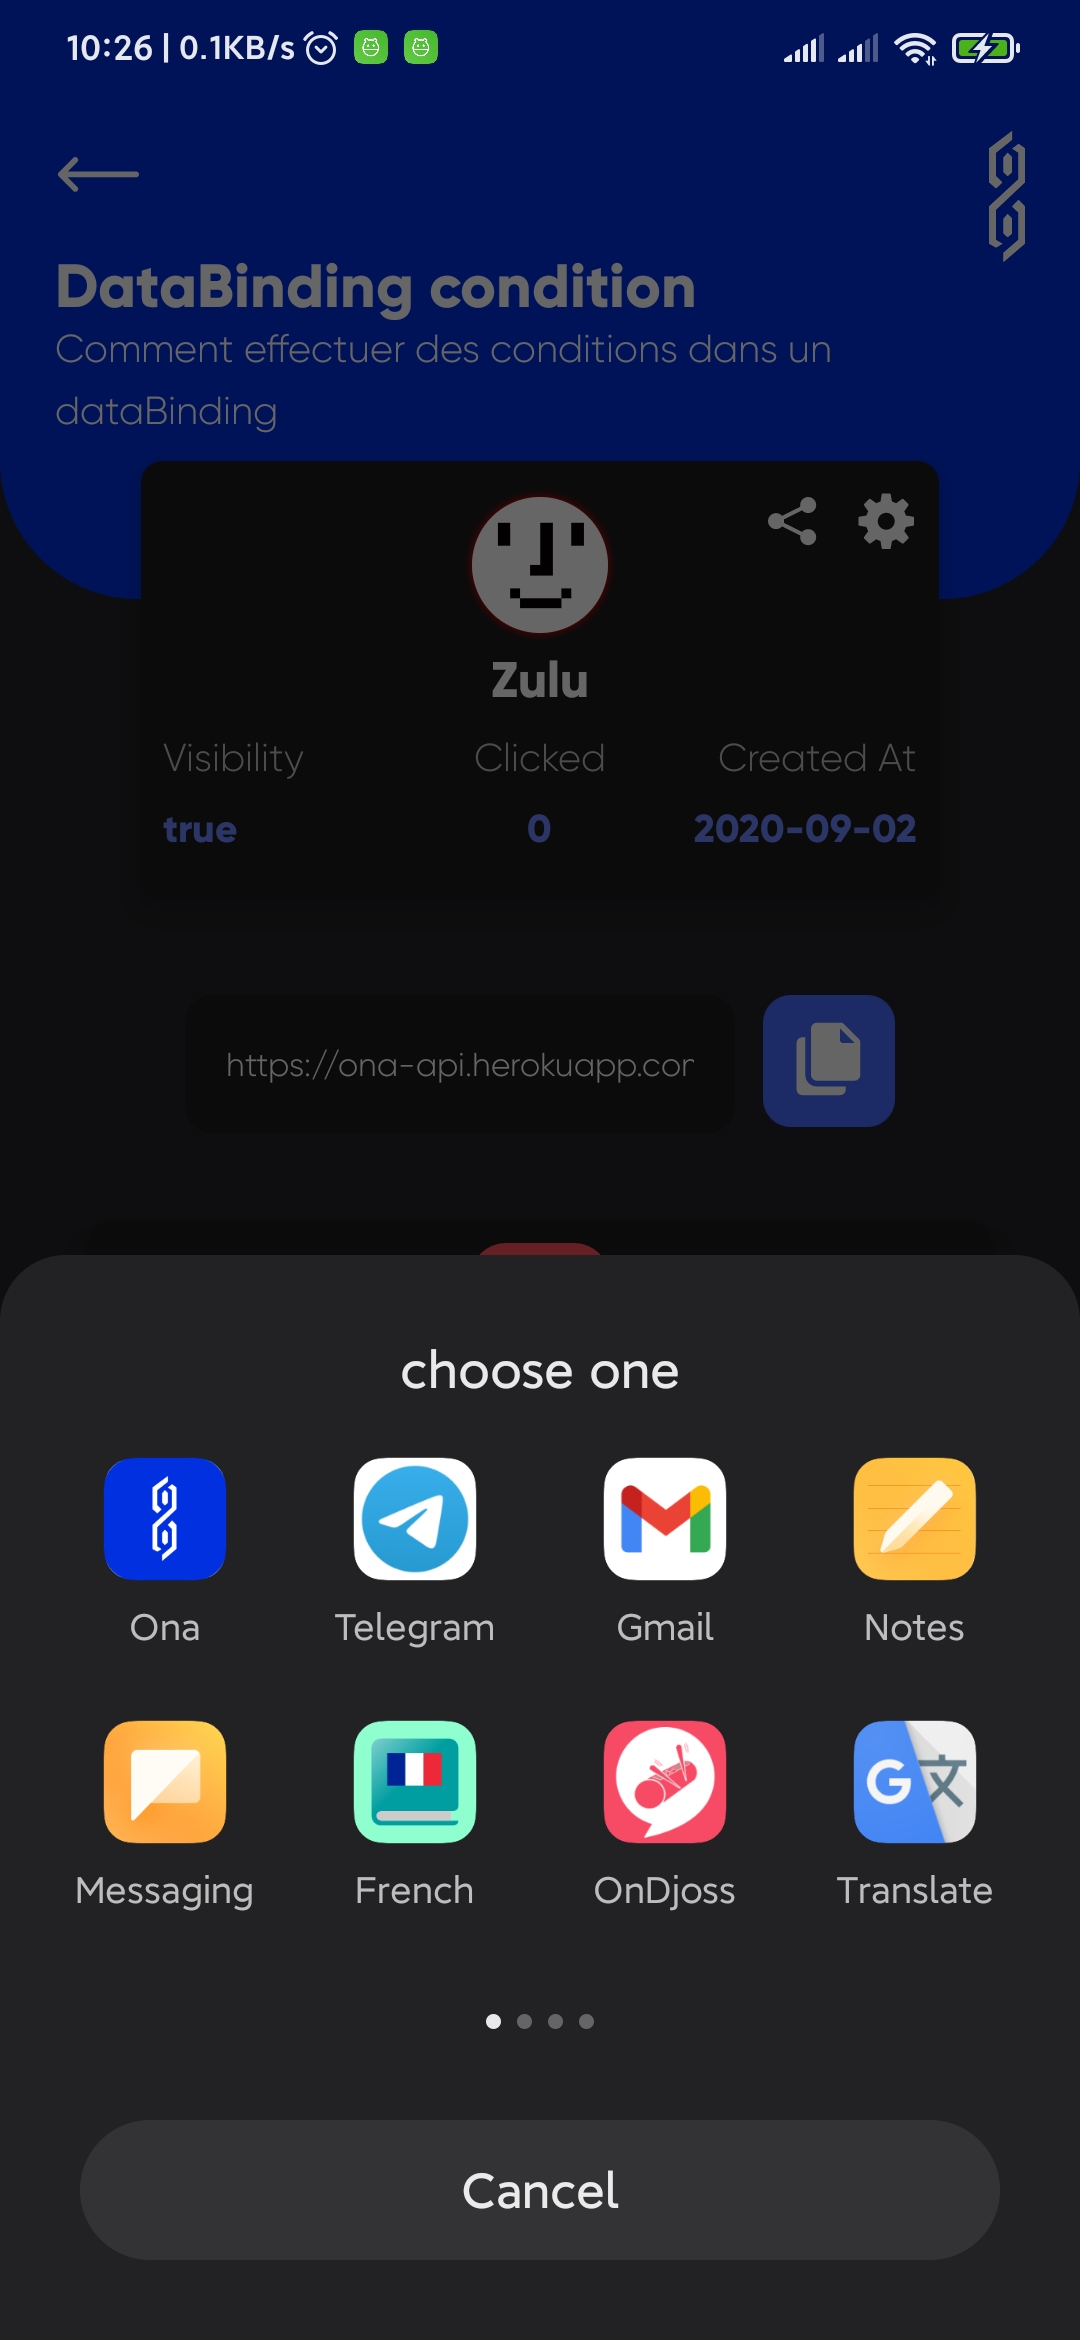 10:26 | 0.1KB/s
DataBinding condition
Comment effectuer des conditions dans un
dataBinding
Zulu
Visibility Clicked Created At
true 0 2020-09-02
https://ona-api.herokuapp.cor
choose one
Ona Telegram Gmail Notes
Messaging French OnDjoss Translate
Cancel